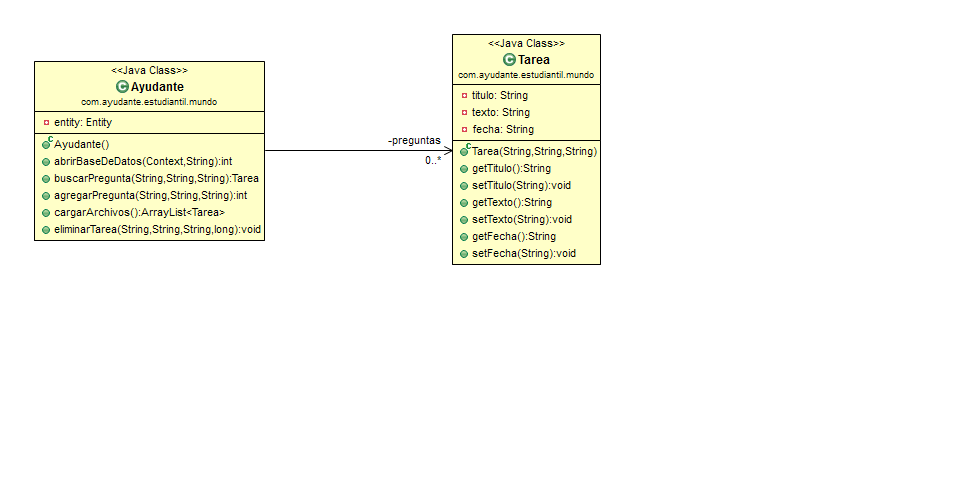 <<Java Class>>
Ayudante
com.ayudante.estudiantil.mundo
entity: Entity
Ayudante()
abrirBaseDeDatos(Context,String):int
buscarPregunta(String,String,String):Tarea
agregarPregunta(String,String,String):int
cargarArchivos():ArrayList<Tarea>
eliminarTarea(String,String,String,long):void
-preguntas
0..*
<<Java Class>>
Tarea
com.ayudante.estudiantil.mundo
titulo: String
texto: String
fecha: String
Tarea(String,String,String)
getTitulo():String
setTitulo(String):void
getTexto():String
setTexto(String):void
getFecha():String
setFecha(String):void